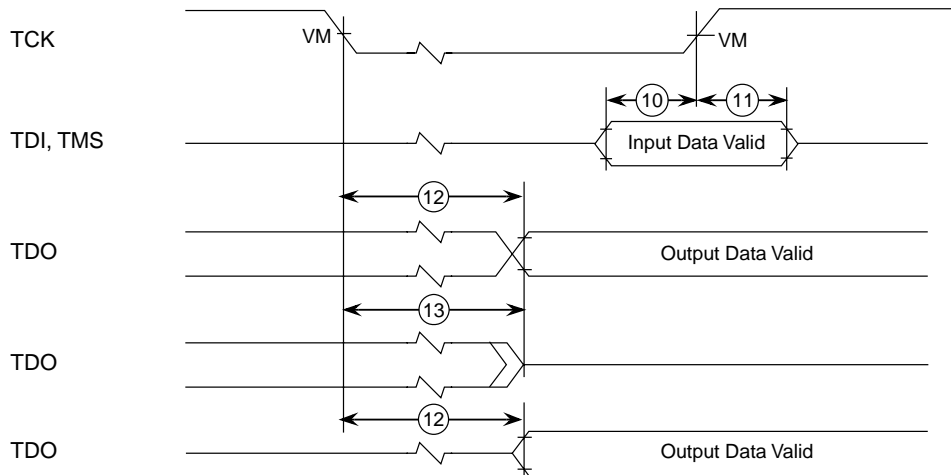 TCK
VM
VM
10
11
TDI, TMS
Input Data Valid
12
TDO
Output Data Valid
13
TDO
12
TDO
Output Data Valid